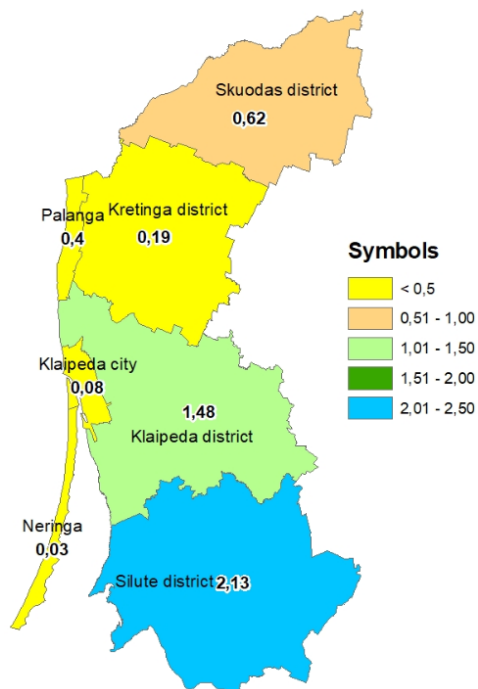 Skuodas district
0,62
Palanga
0,4
Kretinga district
0,19
Symbols
< 0,5
0,51 - 1,00
1,01 - 1,50
1,51 - 2,00
2,01 - 2,50
Klaipeda city
0,08
1,48
Klaipeda district
Neringa
0,03
Silute district 2,13